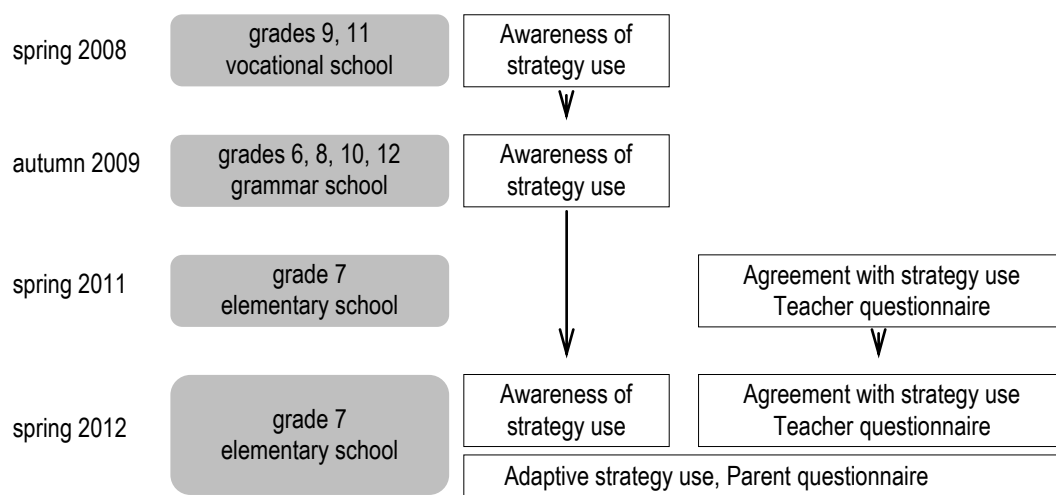 spring 2008
grades 9, 11
vocational school
Awareness of
strategy use
autumn 2009
grades 6, 8, 10, 12
grammar school
Awareness of
strategy use
spring 2011
grade 7
elementary school
Agreement with strategy use
Teacher questionnaire
spring 2012
grade 7
elementary school
Awareness of
strategy use
Agreement with strategy use
Teacher questionnaire
Adaptive strategy use, Parent questionnaire